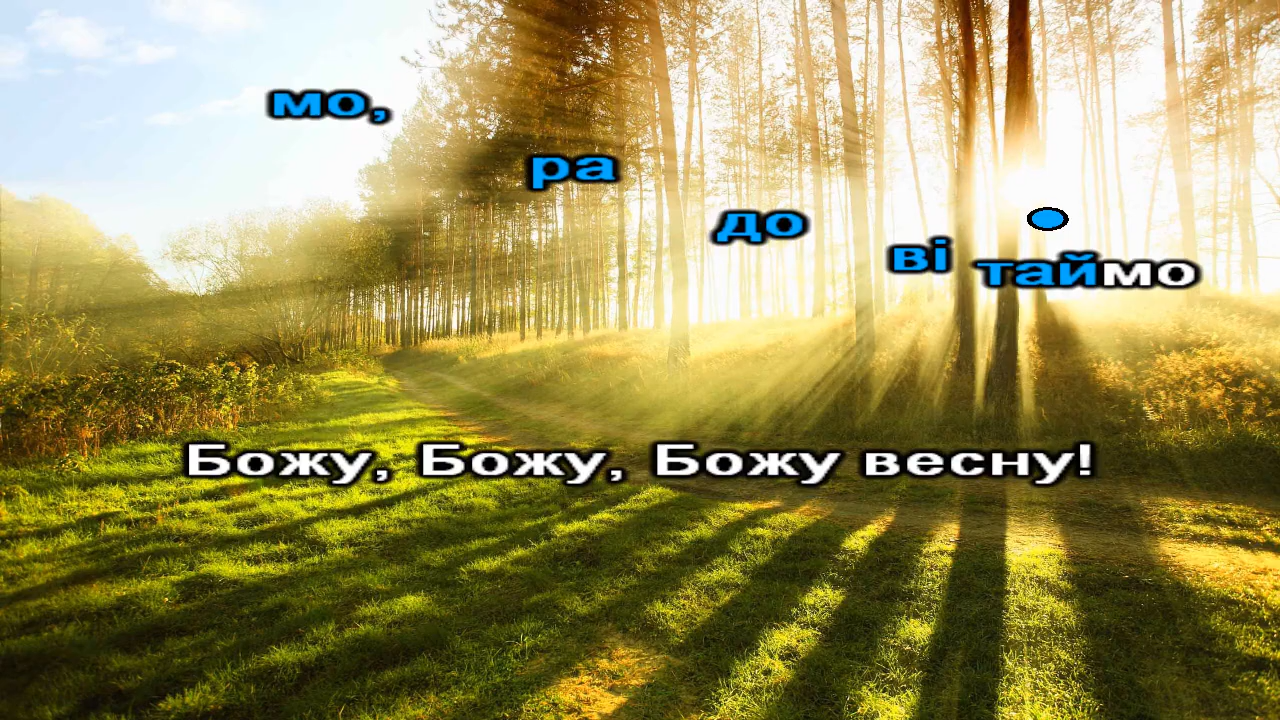 мо,
ра
до
ві таймо
Божу, Божу, Божу весну!